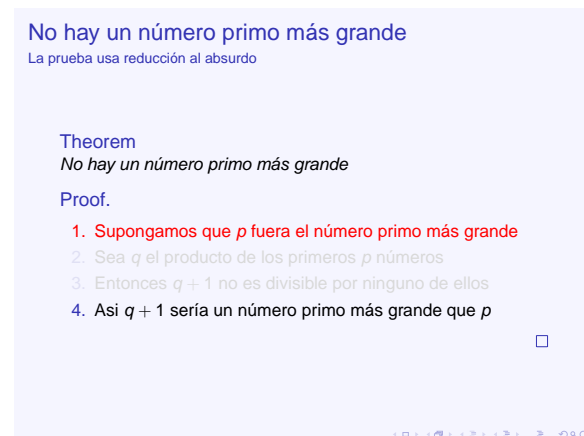 No hay un número primo más grande
La prueba usa reducción al absurdo
Theorem
No hay un número primo más grande
Proof.
1. Supongamos que p fuera el número primo más grande
2. Sea q el producto de los primeros p números
3. Entonces q + 1 no es divisible por ninguno de ellos
4. Asi q + 1 sería un número primo más grande que p